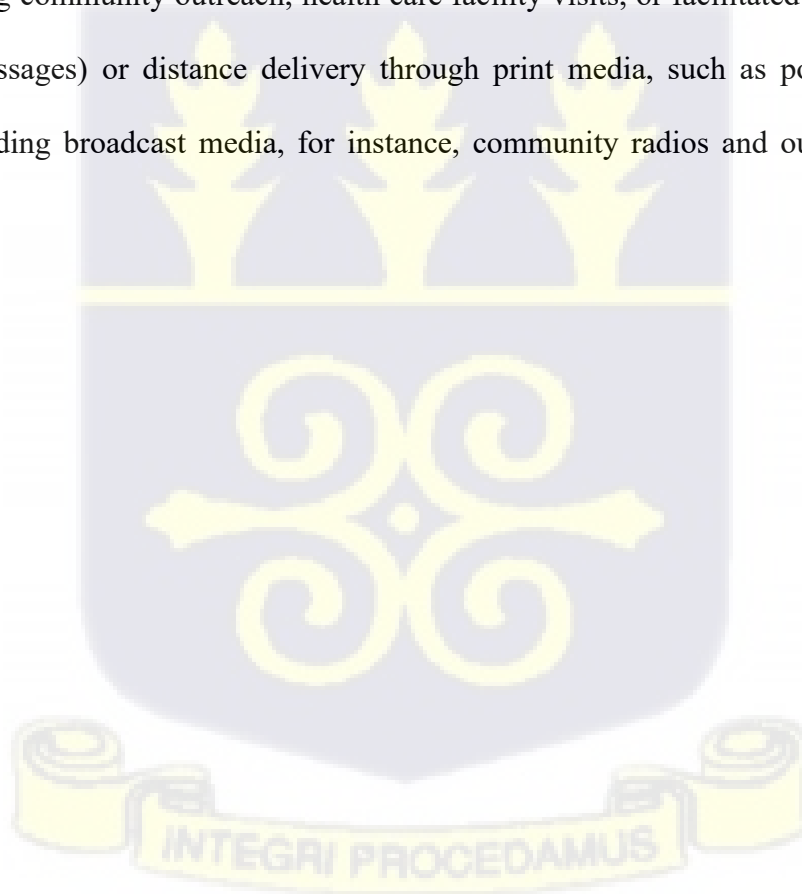 g community outreach, health care facility visits, or facilitated
ssages) or distance delivery through print media, such as po
ding broadcast media, for instance, community radios and ou
INTEGRI PROCEDAMUS